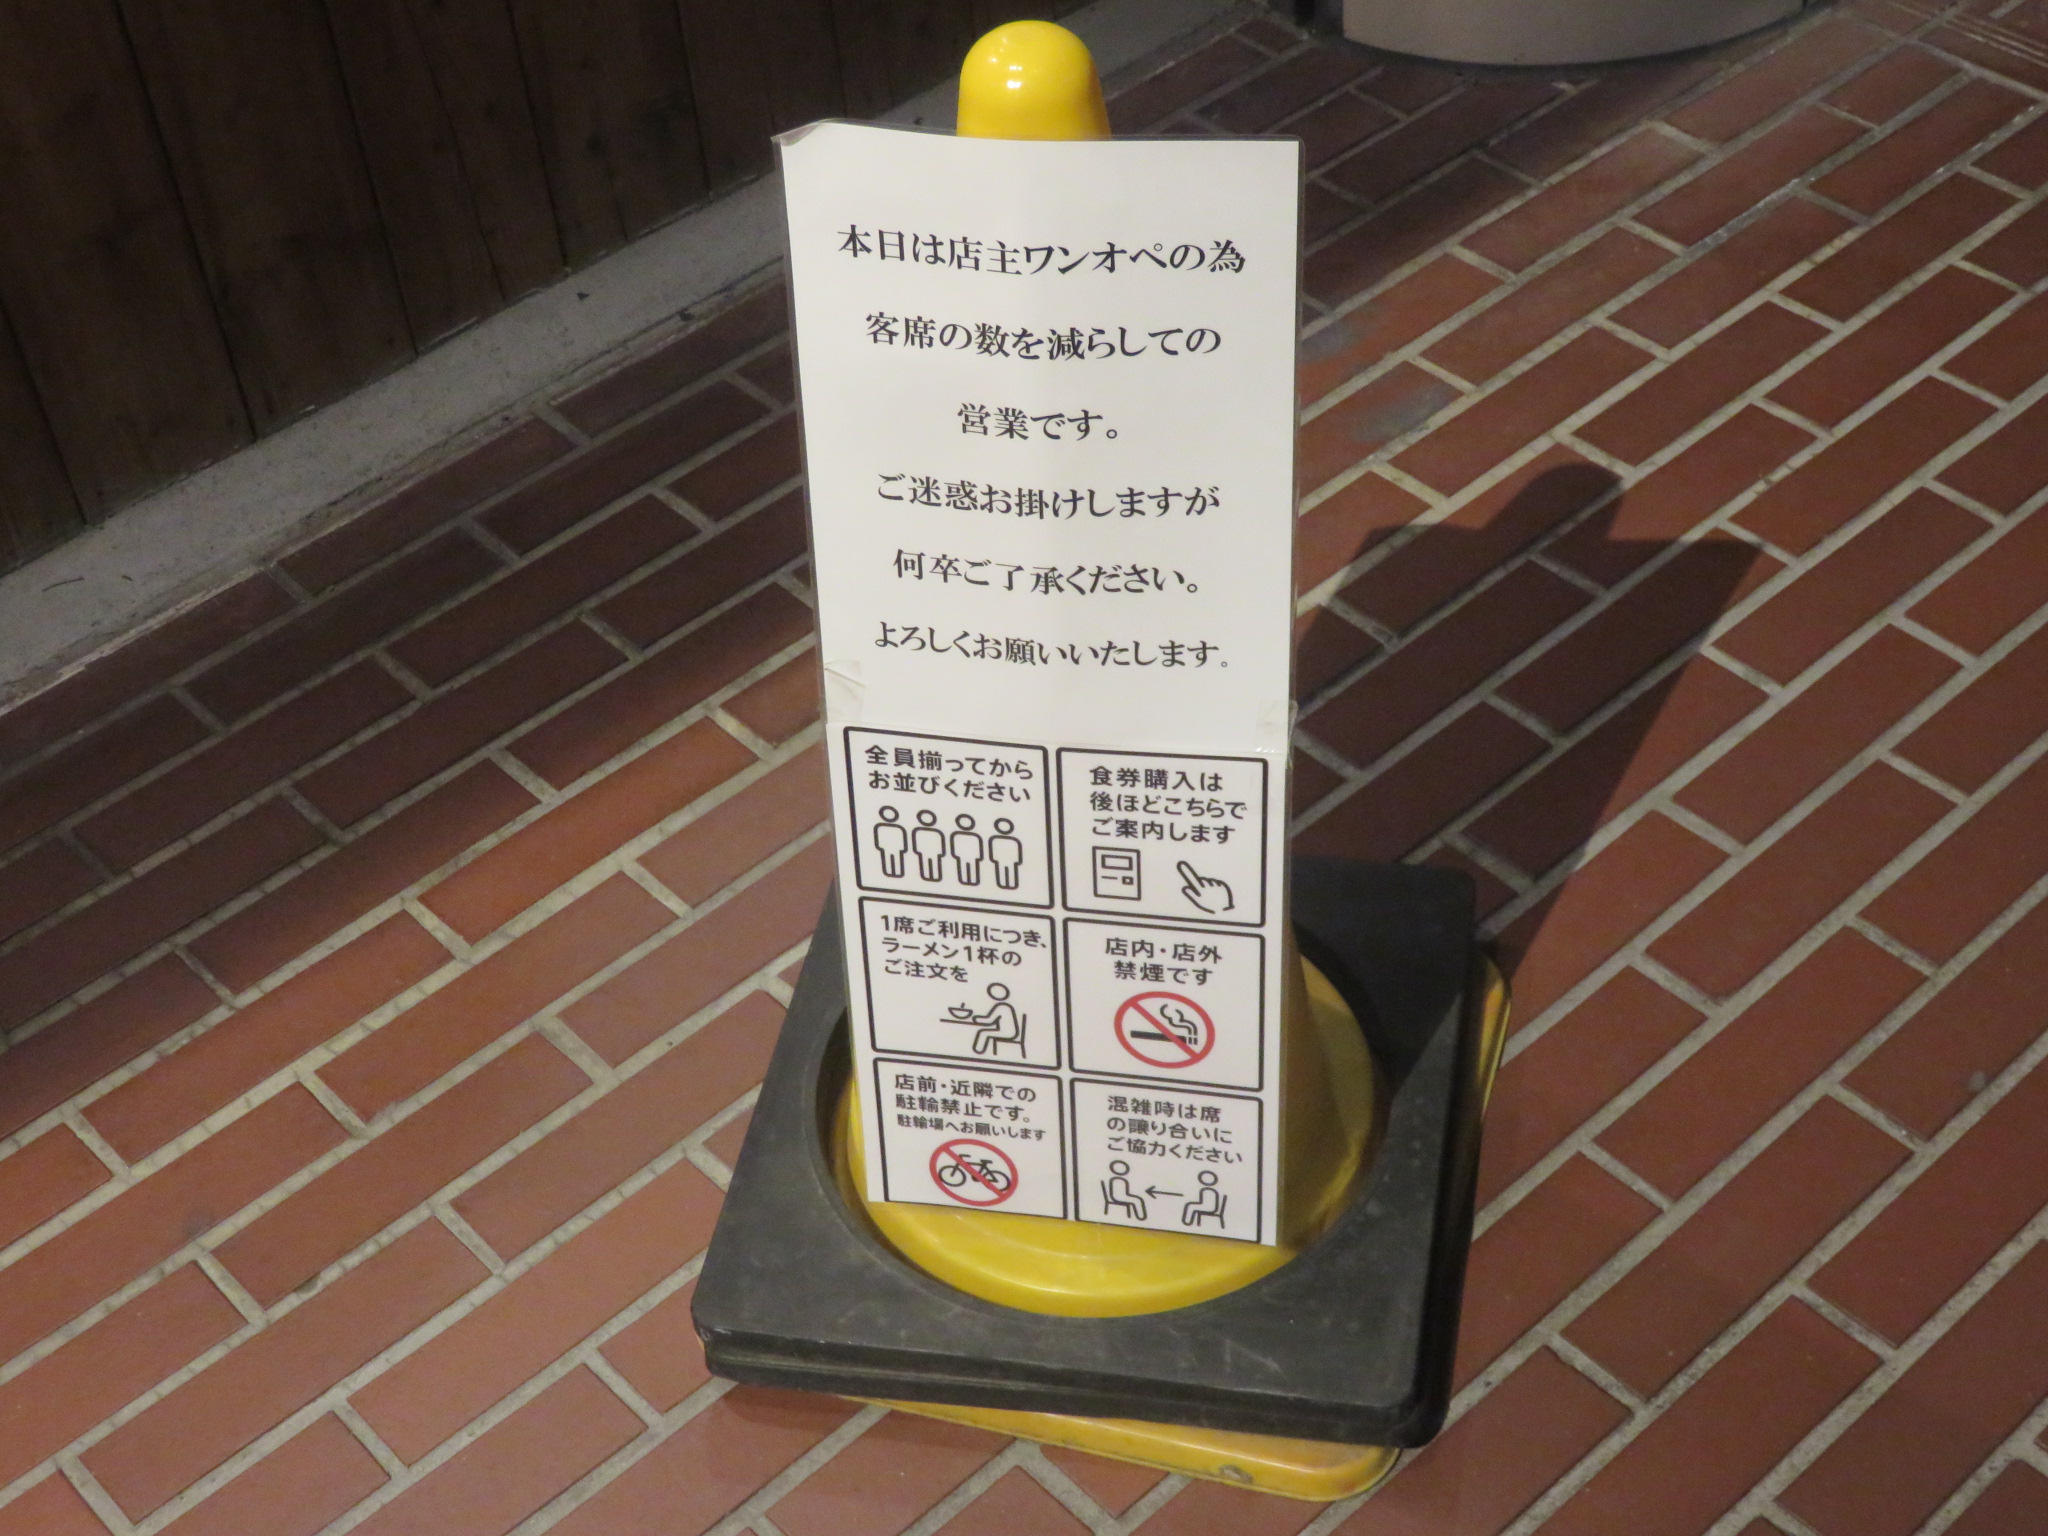 本日は店主ワンオペの為
客席の数を減らしての
営業です。
ご迷惑お掛けしますが
何卒ご了承ください。
よろしくお願いいたします。
全員揃ってから
お並びください
食券購入は
後ほどこちらで
ご案内します
1席ご利用につき、
ラーメン1杯の
ご注文を
店内・店外
禁煙です
店前・近隣での
駐輪禁止です。
駐輪場へお願いします
混雑時は席
の譲り合いに
ご協力ください